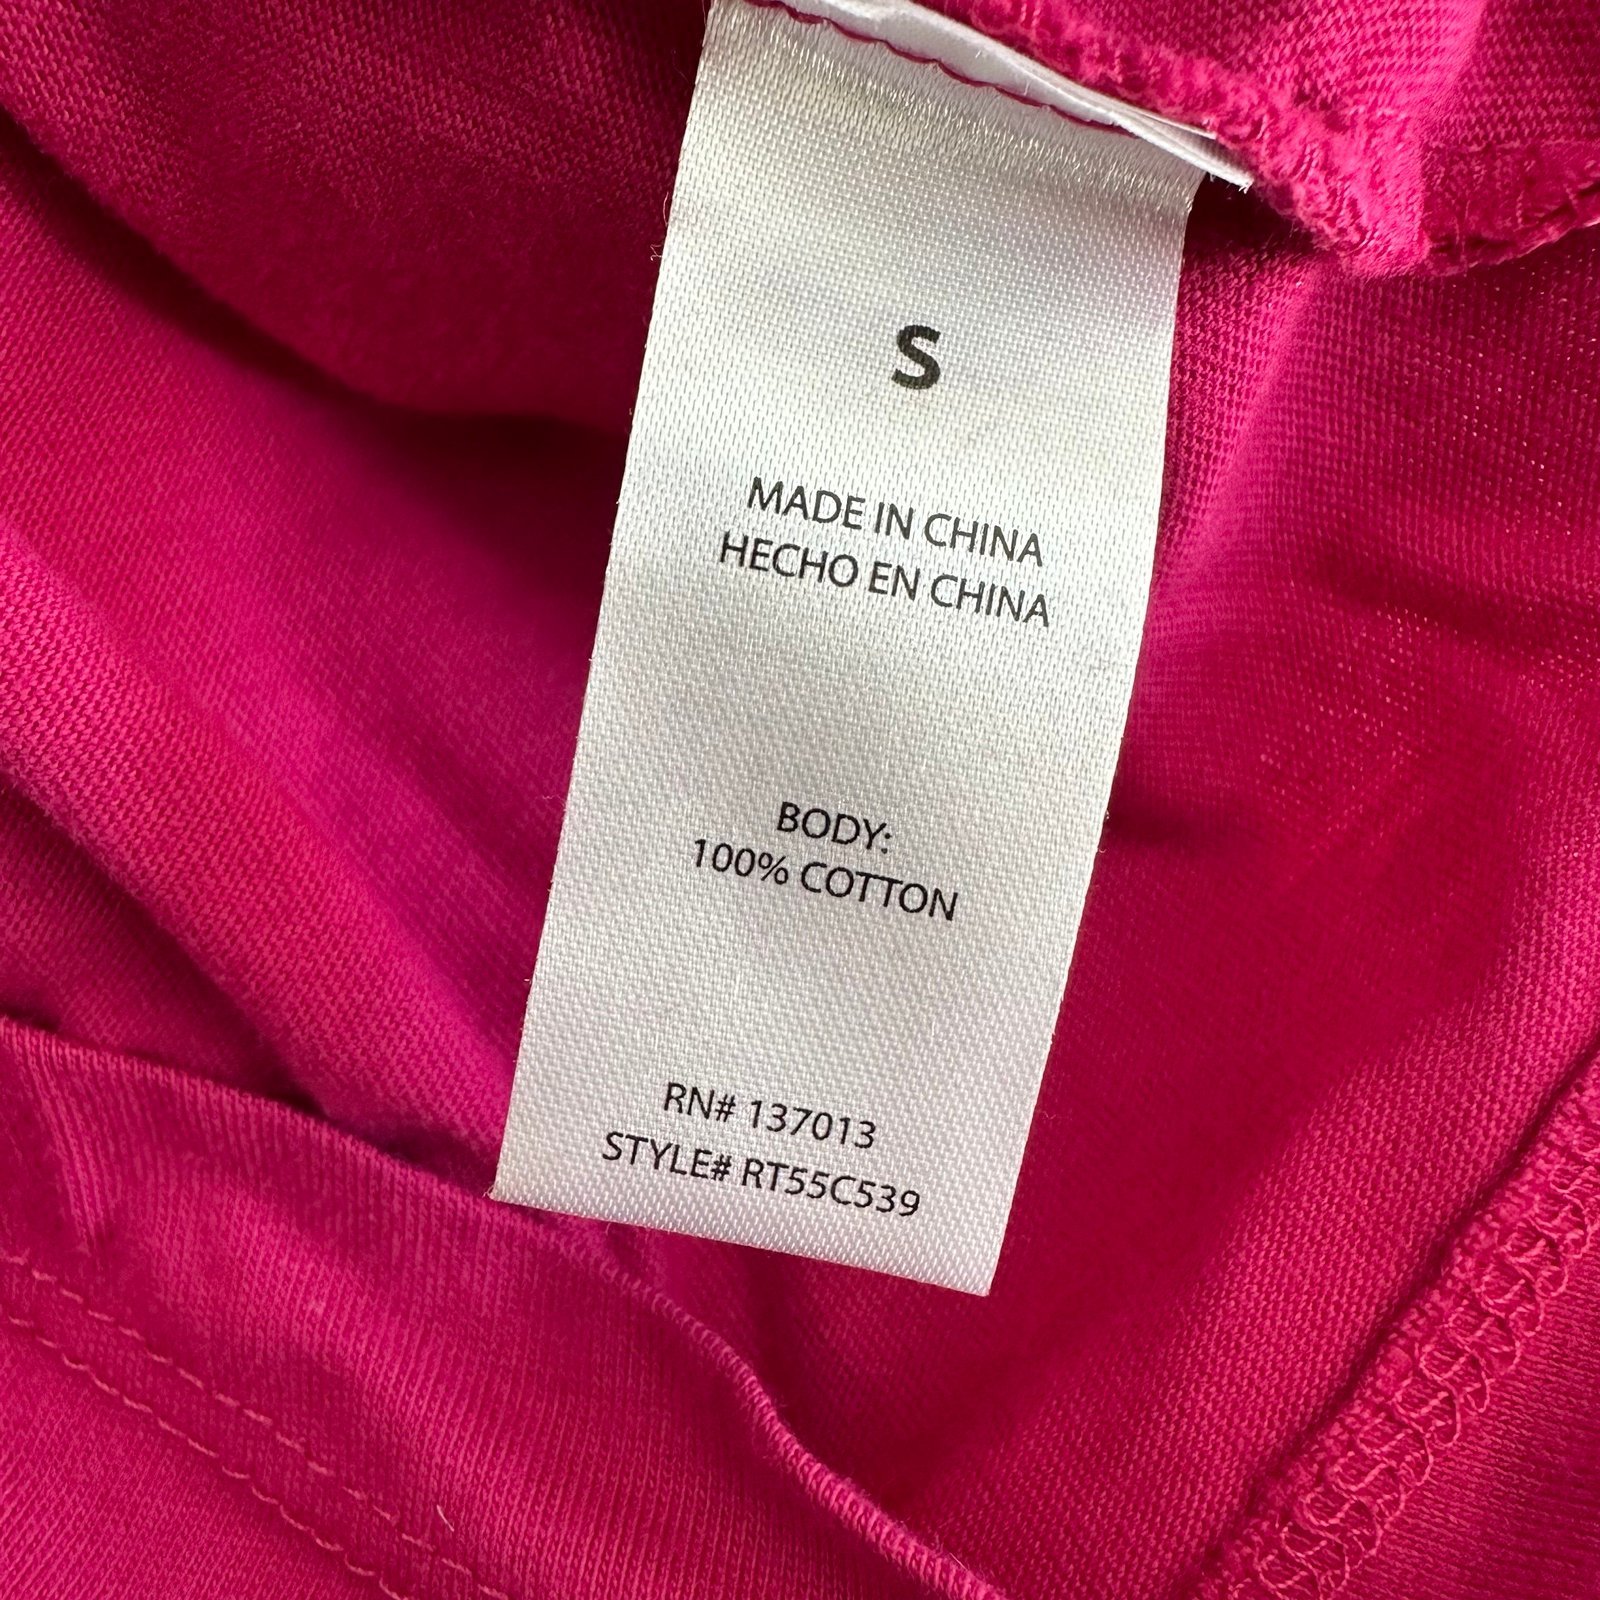 S
MADE IN CHINA
HECHO EN CHINA
BODY:
100% COTTON
RN# 137013
STYLE# RT55C539